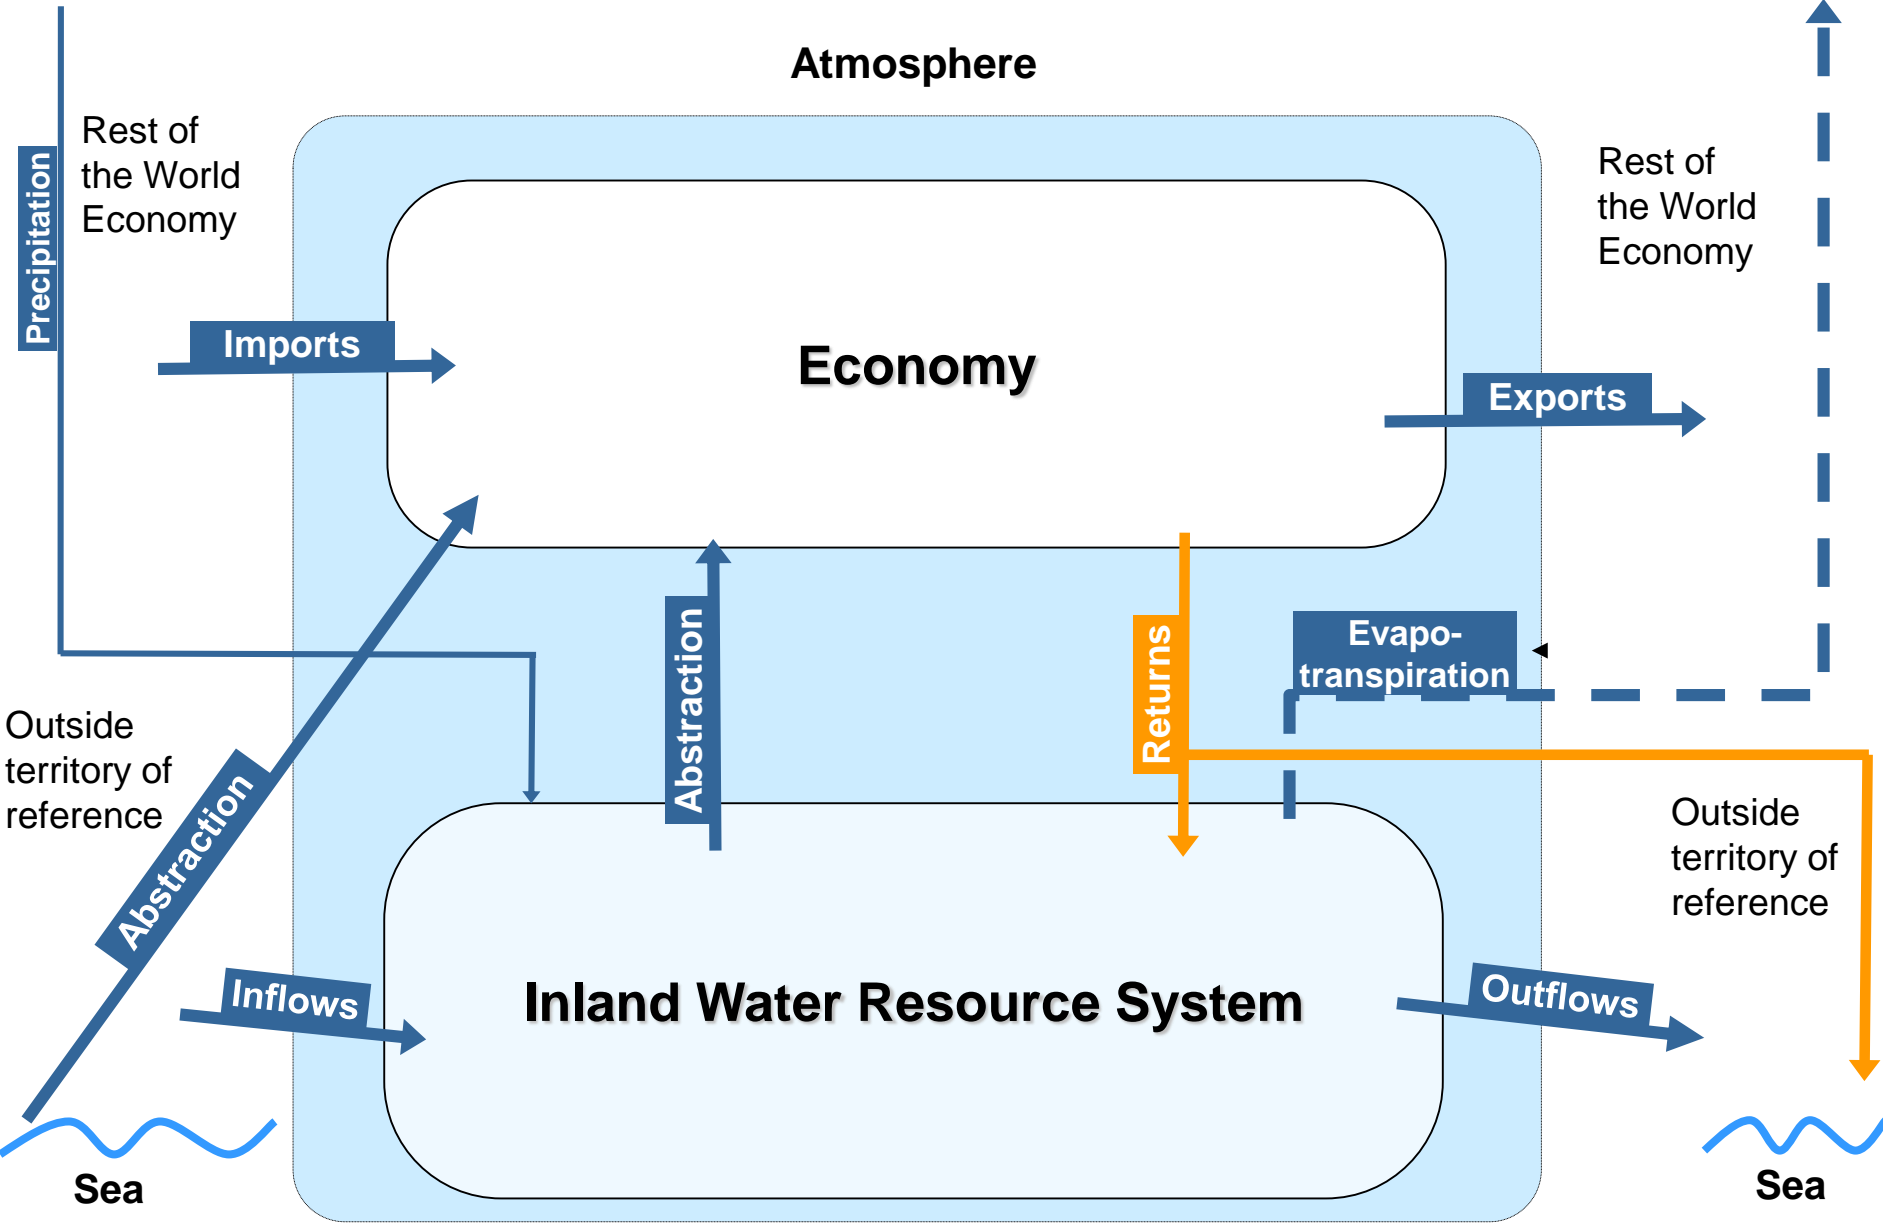 Atmosphere
Rest of
the World
Economy
Rest of
the World
Economy
Precipitation
Imports
Economy
Exports
Abstraction
Returns
Evapo-
transpiration
Outside
territory of
reference
Abstraction
Outside
territory of
reference
Inflows
Inland Water Resource System
Outflows
Sea
Sea